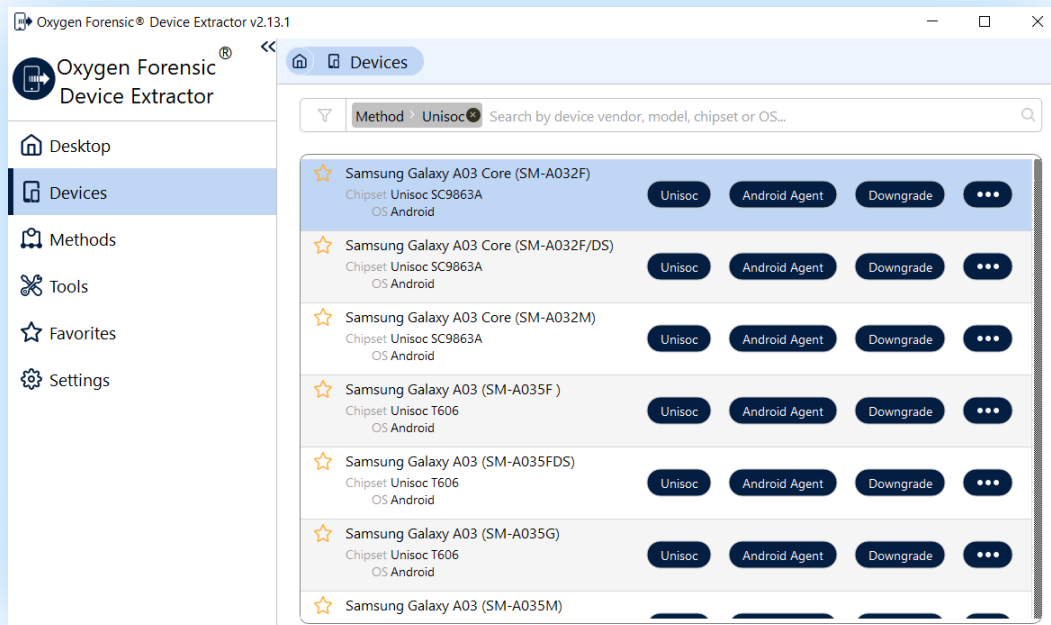 Oxygen Forensic® Device Extractor v2.13.1
Oxygen Forensic ®
Device Extractor
Desktop
Devices
Methods
Tools
Favorites
Settings
Devices
Method Unisoc Search by device vendor, model, chipset or OS...
Samsung Galaxy A03 Core (SM-A032F)
Chipset Unisoc SC9863A
OS Android
Unisoc Android Agent Downgrade
Samsung Galaxy A03 Core (SM-A032F/DS)
Chipset Unisoc SC9863A
OS Android
Unisoc Android Agent Downgrade
Samsung Galaxy A03 Core (SM-A032M)
Chipset Unisoc SC9863A
OS Android
Unisoc Android Agent Downgrade
Samsung Galaxy A03 (SM-A035F )
Chipset Unisoc T606
OS Android
Unisoc Android Agent Downgrade
Samsung Galaxy A03 (SM-A035FDS)
Chipset Unisoc T606
OS Android
Unisoc Android Agent Downgrade
Samsung Galaxy A03 (SM-A035G)
Chipset Unisoc T606
OS Android
Unisoc Android Agent Downgrade
Samsung Galaxy A03 (SM-A035M)